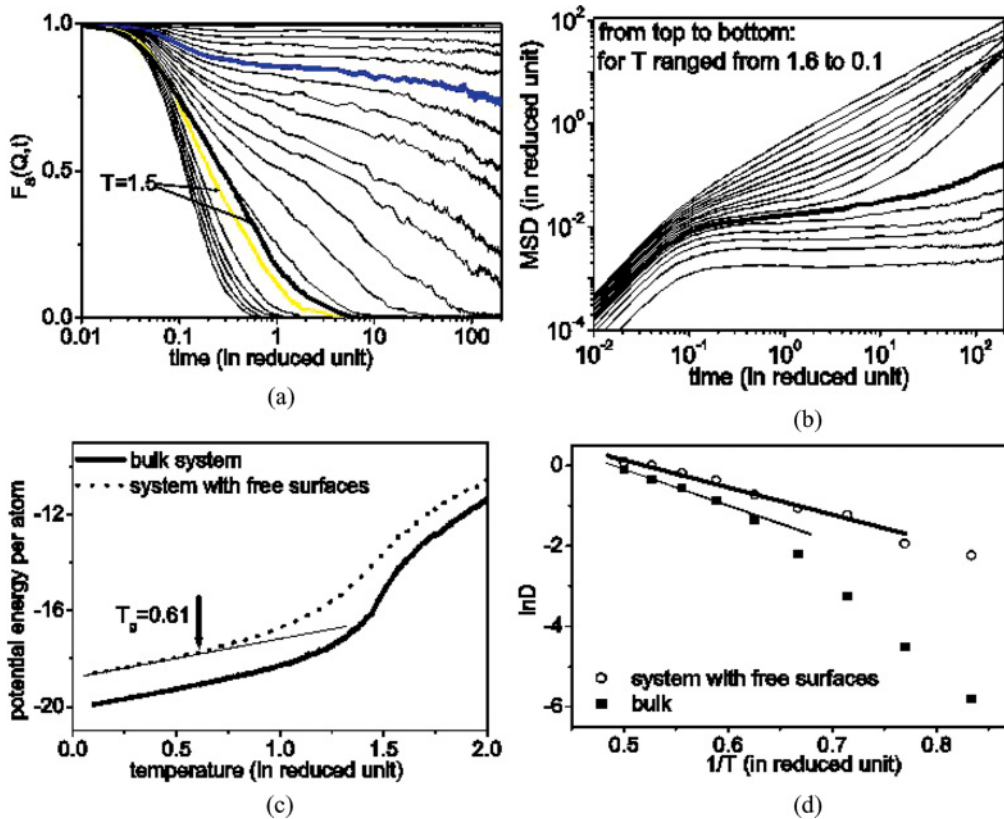 1.0
0.5
0.0
F_s(Q,t)
T=1.5
0.01
0.1
1
10
100
time (in reduced unit)
(a)
from top to bottom:
for T ranged from 1.6 to 0.1
10^2
10^0
10^-2
10^-4
MSD (in reduced unit)
10^-2
10^-1
10^0
10^1
10^2
time (in reduced unit)
(b)
bulk system
system with free surfaces
-12
-16
-20
potential energy per atom
T_g=0.61
0.0
0.5
1.0
1.5
2.0
temperature (in reduced unit)
(c)
0
-2
-4
-6
lnD
system with free surfaces
bulk
0.5
0.6
0.7
0.8
1/T (in reduced unit)
(d)